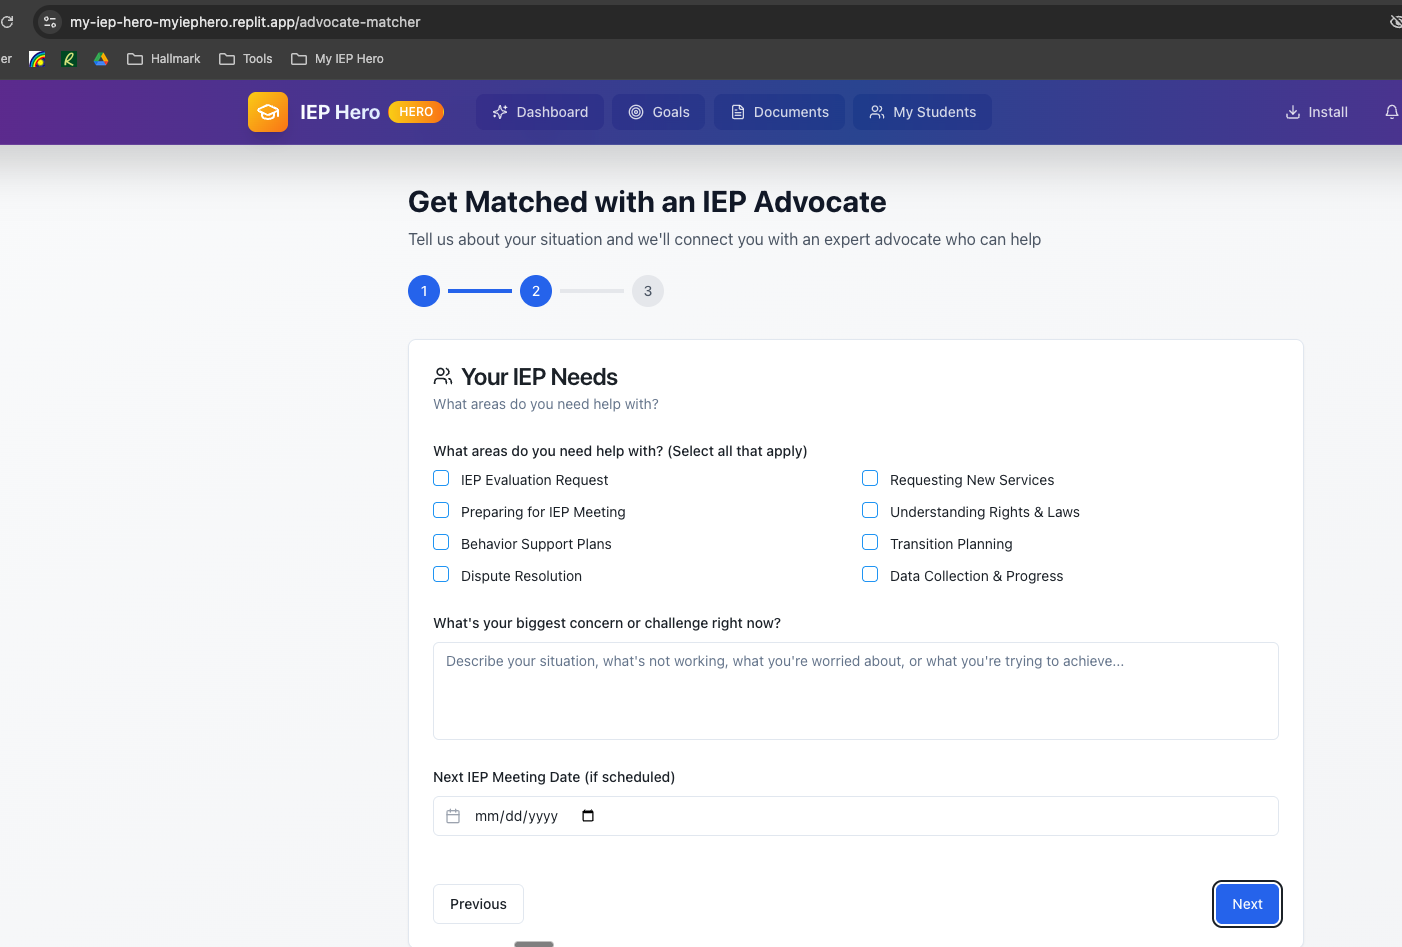 my-iep-hero-myiephero.replit.app/advocate-matcher
er Hallmark Tools My IEP Hero
IEP Hero HERO Dashboard Goals Documents My Students Install
Get Matched with an IEP Advocate
Tell us about your situation and we'll connect you with an expert advocate who can help
1 2 3
Your IEP Needs
What areas do you need help with?
What areas do you need help with? (Select all that apply)
IEP Evaluation Request Requesting New Services
Preparing for IEP Meeting Understanding Rights & Laws
Behavior Support Plans Transition Planning
Dispute Resolution Data Collection & Progress
What's your biggest concern or challenge right now?
Describe your situation, what's not working, what you're worried about, or what you're trying to achieve...
Next IEP Meeting Date (if scheduled)
mm/dd/yyyy
Previous Next